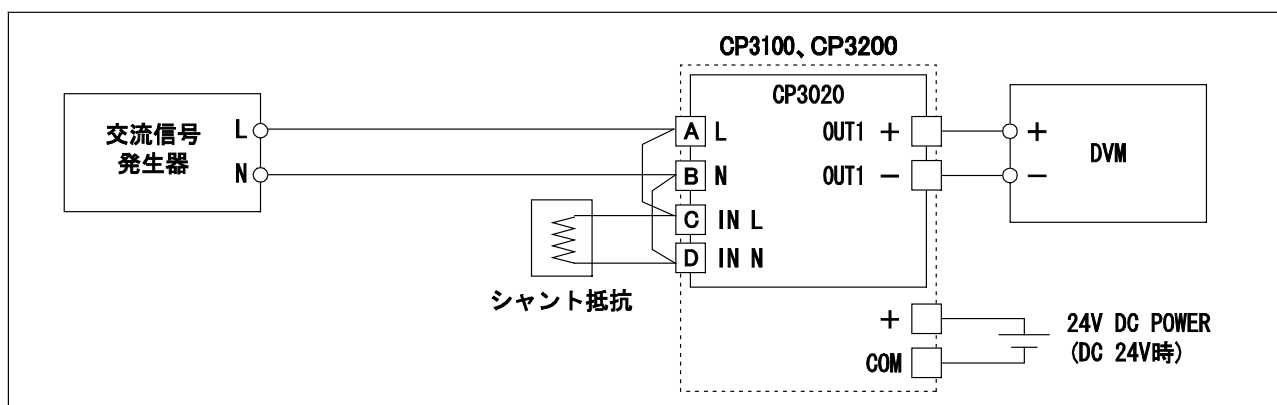 CP3100、CP3200
CP3020
交流信号
発生器
L
N
A L
B N
C IN L
D IN N
OUT1 +
OUT1 −
+
−
DVM
シャント抵抗
+
COM
24V DC POWER
(DC 24V時)